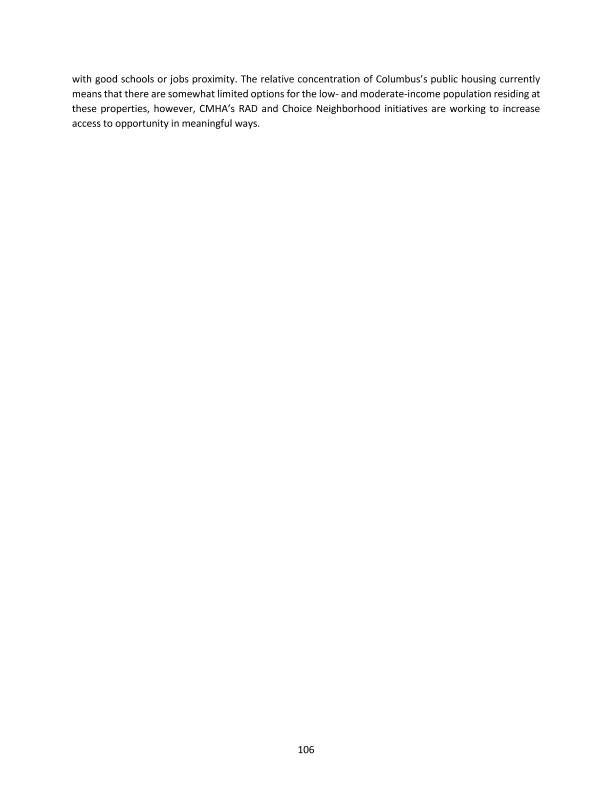 with good schools or jobs proximity. The relative concentration of Columbus’s public housing currently
means that there are somewhat limited options for the low- and moderate-income population residing at
these properties, however, CMHA’s RAD and Choice Neighborhood initiatives are working to increase
access to opportunity in meaningful ways.
106